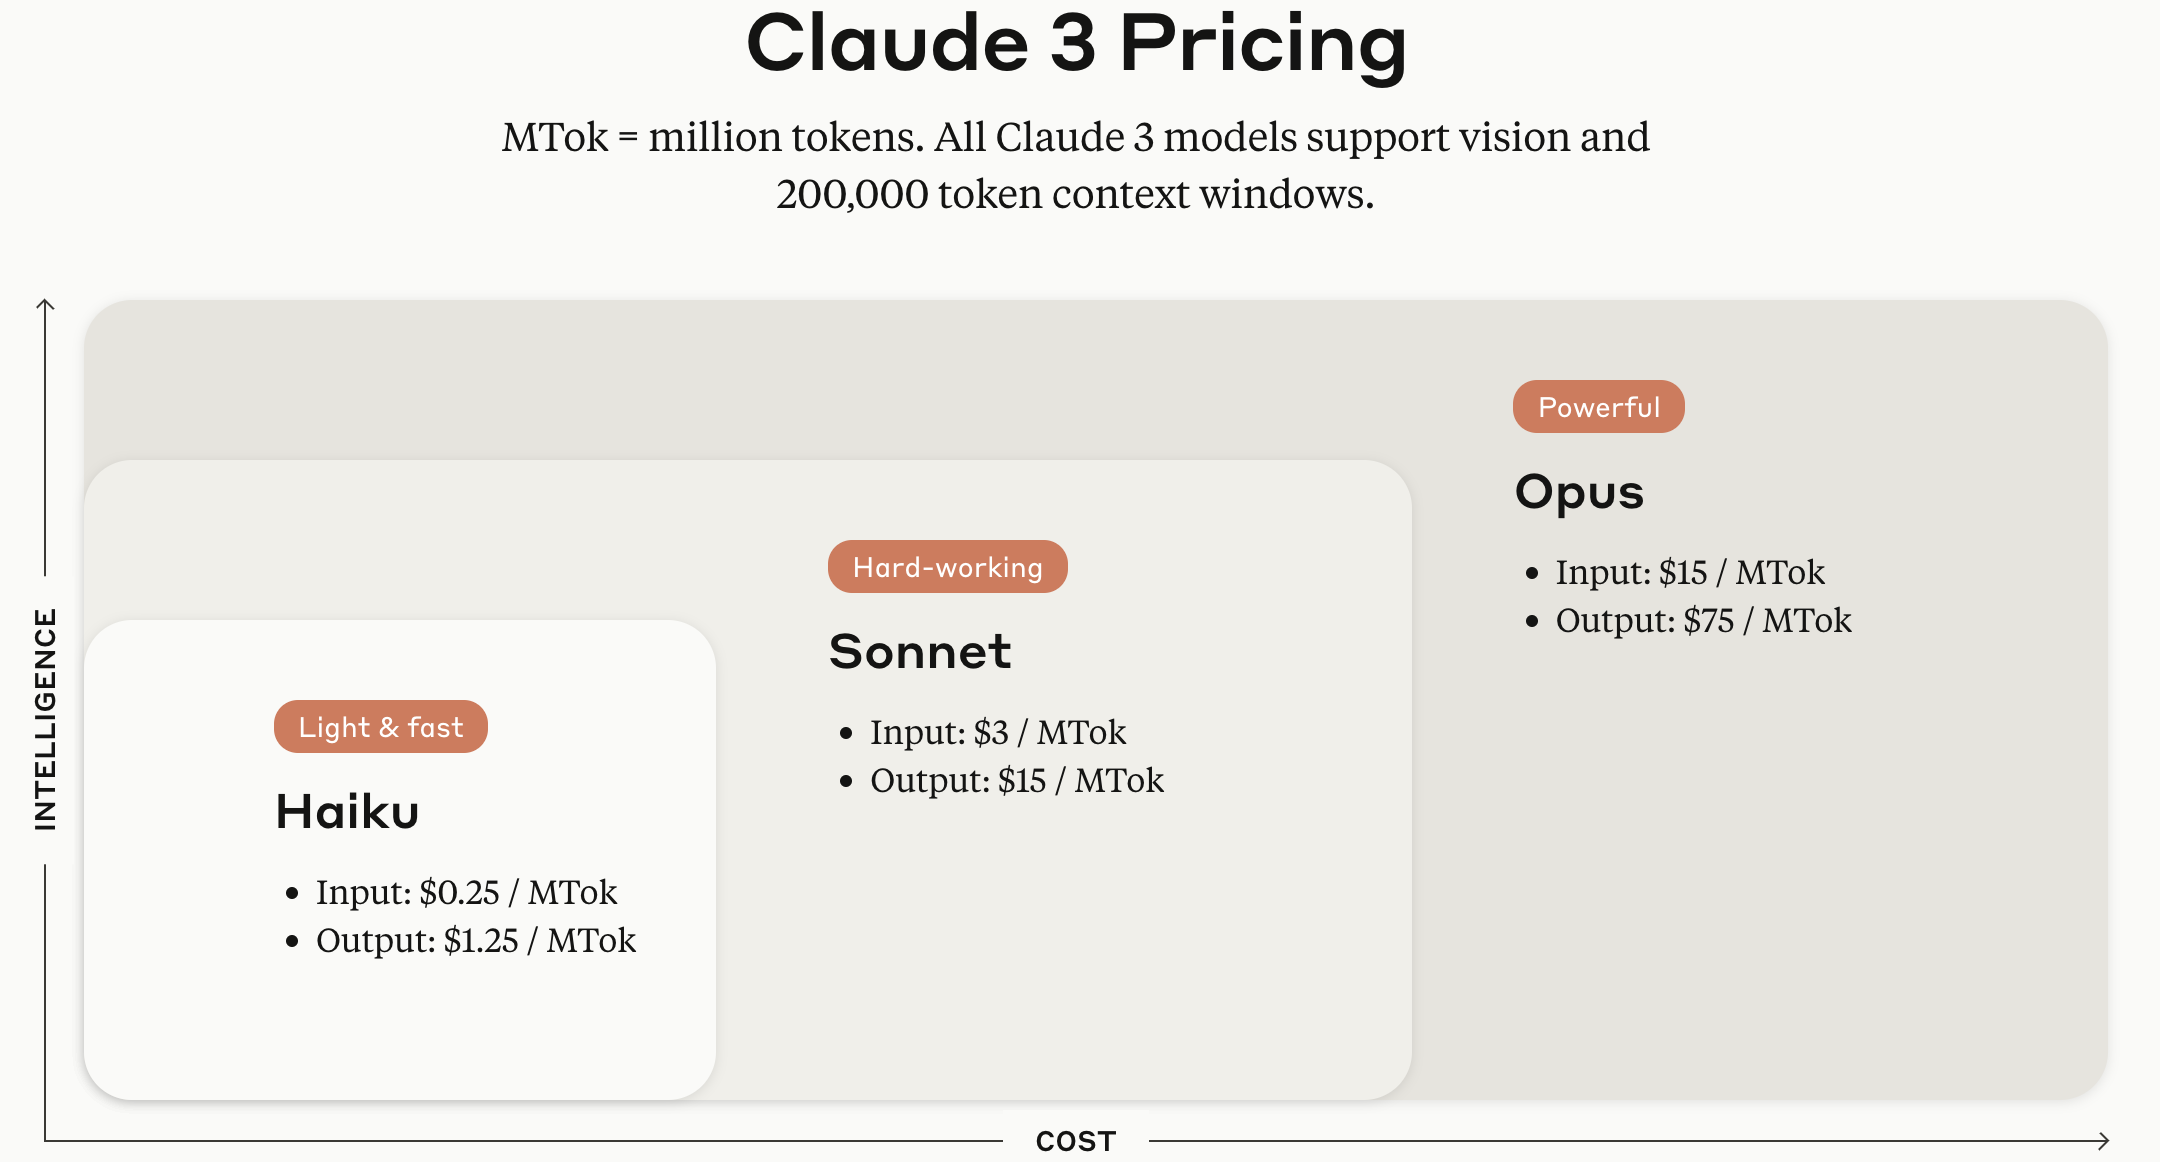 Claude 3 Pricing
MTok = million tokens. All Claude 3 models support vision and
200,000 token context windows.
INTELLIGENCE
Light & fast
Haiku
• Input: $0.25 / MTok
• Output: $1.25 / MTok
Hard-working
Sonnet
• Input: $3 / MTok
• Output: $15 / MTok
Powerful
Opus
• Input: $15 / MTok
• Output: $75 / MTok
COST